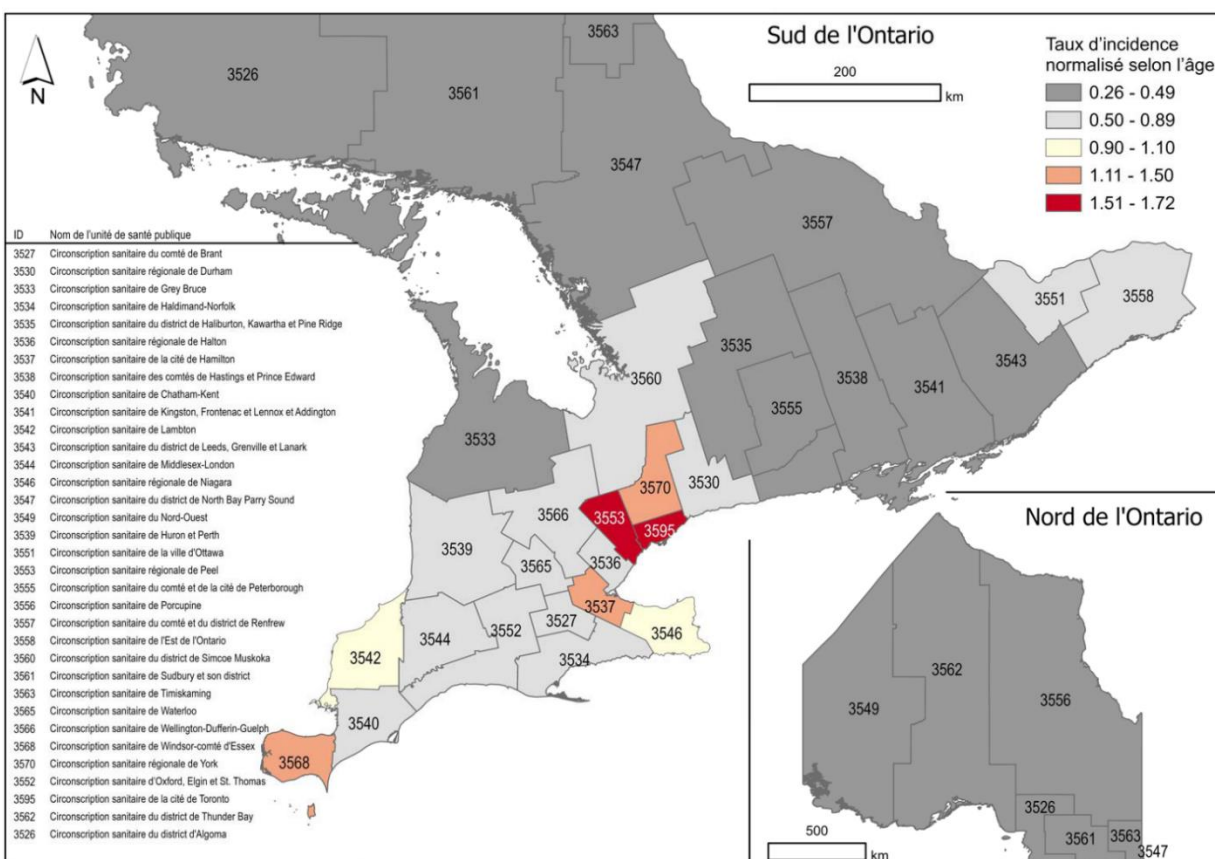 Sud de l'Ontario
200
km
N
Taux d'incidence
normalisé selon l'âge
0.26 - 0.49
0.50 - 0.89
0.90 - 1.10
1.11 - 1.50
1.51 - 1.72
3563
3526
3561
3547
3557
3551
3558
3560
3535
3555
3538
3541
3543
3533
3570
3530
3566
3553
3595
3539
3565
3536
3537
3527
3546
3544
3552
3534
3542
3540
3568
ID Nom de l'unité de santé publique
3527 Circonscription sanitaire du comté de Brant
3530 Circonscription sanitaire régionale de Durham
3533 Circonscription sanitaire de Grey Bruce
3534 Circonscription sanitaire de Haldimand-Norfolk
3535 Circonscription sanitaire du district de Haliburton, Kawartha et Pine Ridge
3536 Circonscription sanitaire régionale de Halton
3537 Circonscription sanitaire de la cité de Hamilton
3538 Circonscription sanitaire des comtés de Hastings et Prince Edward
3540 Circonscription sanitaire de Chatham-Kent
3541 Circonscription sanitaire de Kingston, Frontenac et Lennox et Addington
3542 Circonscription sanitaire de Lambton
3543 Circonscription sanitaire du district de Leeds, Grenville et Lanark
3544 Circonscription sanitaire de Middlesex-London
3546 Circonscription sanitaire régionale de Niagara
3547 Circonscription sanitaire du district de North Bay Parry Sound
3549 Circonscription sanitaire du Nord-Ouest
3539 Circonscription sanitaire de Huron et Perth
3551 Circonscription sanitaire de la ville d'Ottawa
3553 Circonscription sanitaire régionale de Peel
3555 Circonscription sanitaire du comté et de la cité de Peterborough
3556 Circonscription sanitaire de Porcupine
3557 Circonscription sanitaire du comté et du district de Renfrew
3558 Circonscription sanitaire de l'Est de l'Ontario
3560 Circonscription sanitaire du district de Simcoe Muskoka
3561 Circonscription sanitaire de Sudbury et son district
3563 Circonscription sanitaire de Timiskaming
3565 Circonscription sanitaire de Waterloo
3566 Circonscription sanitaire de Wellington-Dufferin-Guelph
3568 Circonscription sanitaire de Windsor-comté d'Essex
3570 Circonscription sanitaire régionale de York
3552 Circonscription sanitaire d'Oxford, Elgin et St. Thomas
3595 Circonscription sanitaire de la cité de Toronto
3562 Circonscription sanitaire du district de Thunder Bay
3526 Circonscription sanitaire du district d'Algoma
Nord de l'Ontario
3549
3562
3556
3526
3561
3563
3547
500
km